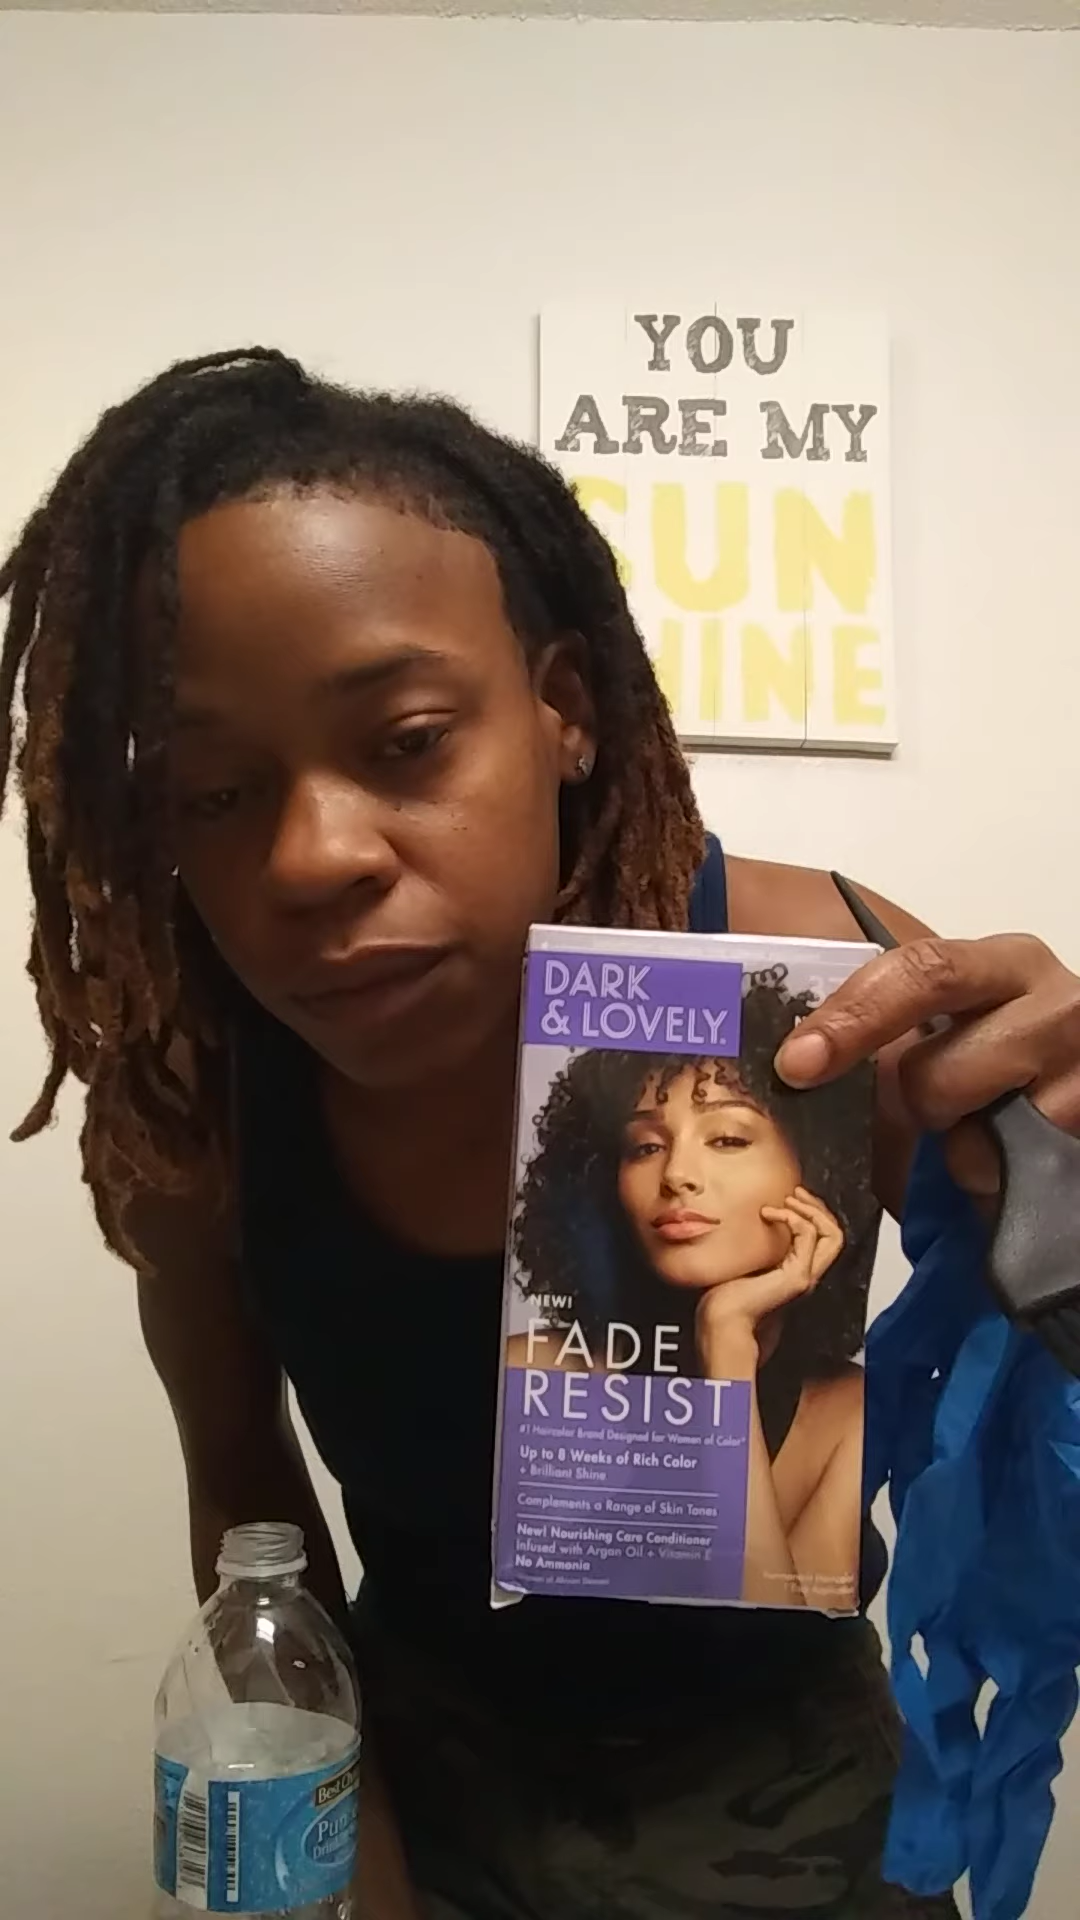 YOU
ARE MY
SUN
SHINE
DARK
& LOVELY.
NEW!
FADE
RESIST
#1 Haircolor Brand Designed for Women of Color*
Up to 8 Weeks of Rich Color
+ Brilliant Shine
Complements a Range of Skin Tones
New! Nourishing Care Conditioner
Infused with Argan Oil + Vitamin E
No Ammonia
Best